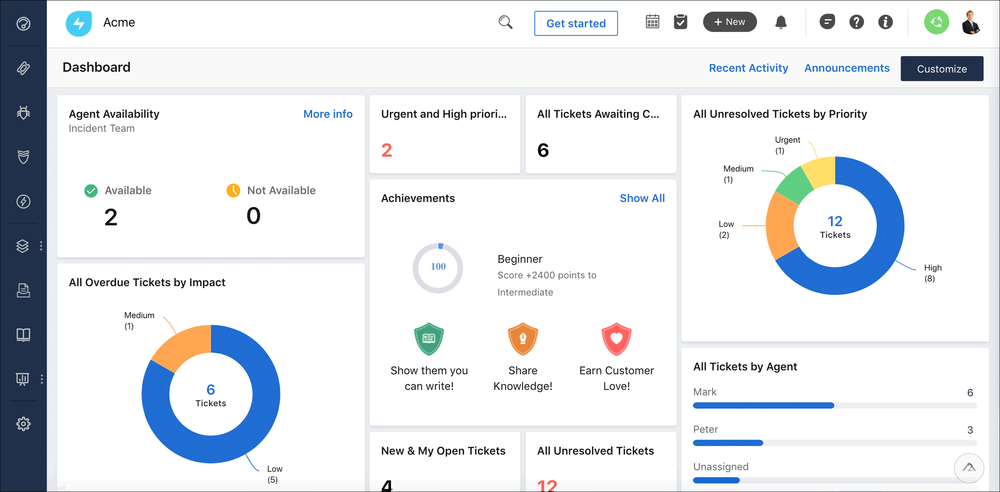 Acme
Get started
+ New
Dashboard
Recent Activity
Announcements
Customize
Agent Availability
More info
Incident Team
Available
2
Not Available
0
Urgent and High priori...
2
All Tickets Awaiting C...
6
All Unresolved Tickets by Priority
Urgent
(1)
Medium
(1)
Low
(2)
12
Tickets
High
(8)
Achievements
Show All
100
Beginner
Score +2400 points to
Intermediate
Show them you
can write!
Share
Knowledge!
Earn Customer
Love!
All Overdue Tickets by Impact
Medium
(1)
6
Tickets
Low
(5)
New & My Open Tickets
4
All Unresolved Tickets
12
All Tickets by Agent
Mark
6
Peter
3
Unassigned
2